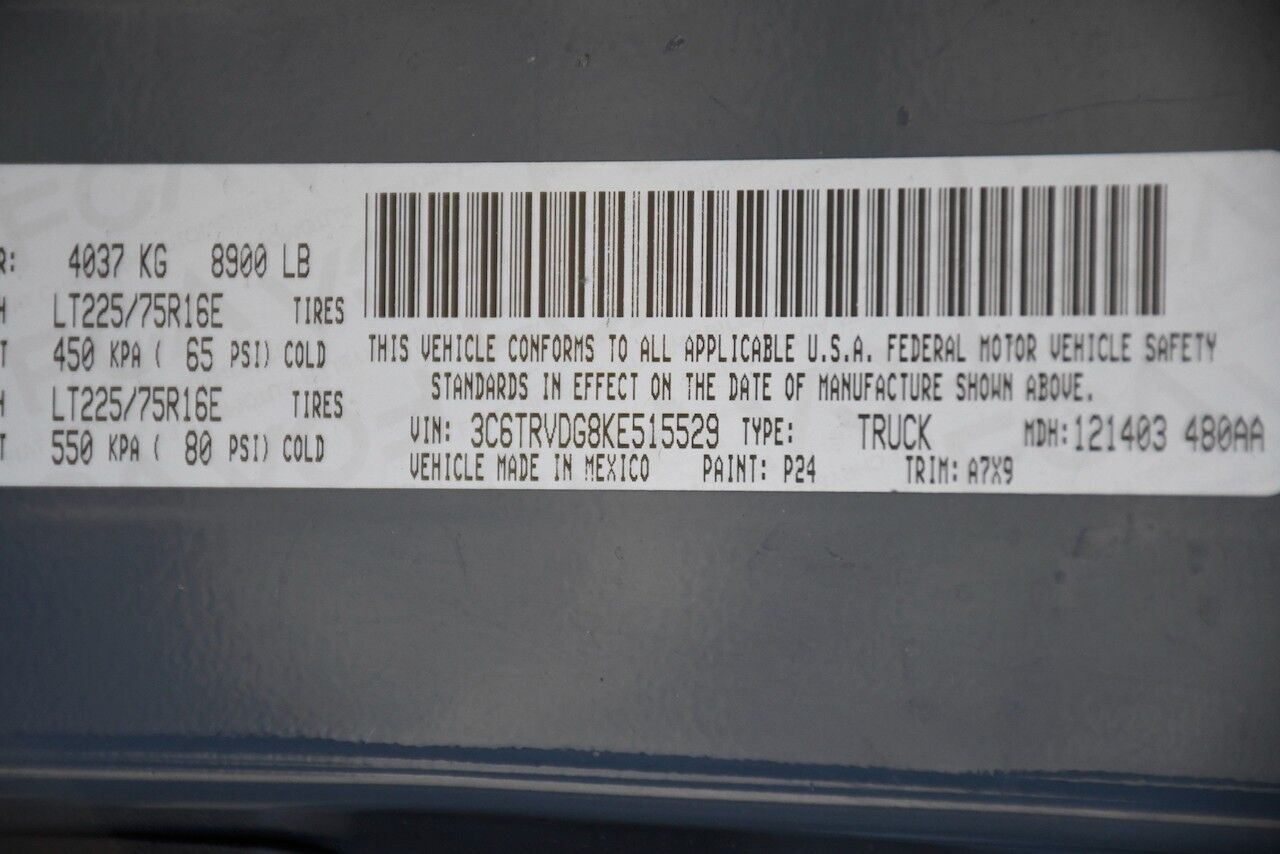 R: 4037 KG 8900 LB
H LT225/75R16E TIRES
T 450 KPA ( 65 PSI) COLD
H LT225/75R16E TIRES
T 550 KPA ( 80 PSI) COLD
THIS VEHICLE CONFORMS TO ALL APPLICABLE U.S.A. FEDERAL MOTOR VEHICLE SAFETY
STANDARDS IN EFFECT ON THE DATE OF MANUFACTURE SHOWN ABOVE.
VIN: 3C6TRVDG8KE515529 TYPE: TRUCK MDH: 121403 480AA
VEHICLE MADE IN MEXICO PAINT: P24 TRIM: A7X9